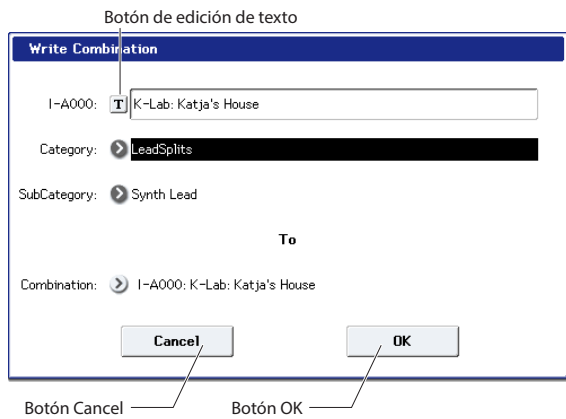 Botón de edición de texto
Write Combination
I-A000: T K-Lab: Katja's House
Category: LeadSplits
SubCategory: Synth Lead
To
Combination: I-A000: K-Lab: Katja's House
Cancel OK
Botón Cancel Botón OK